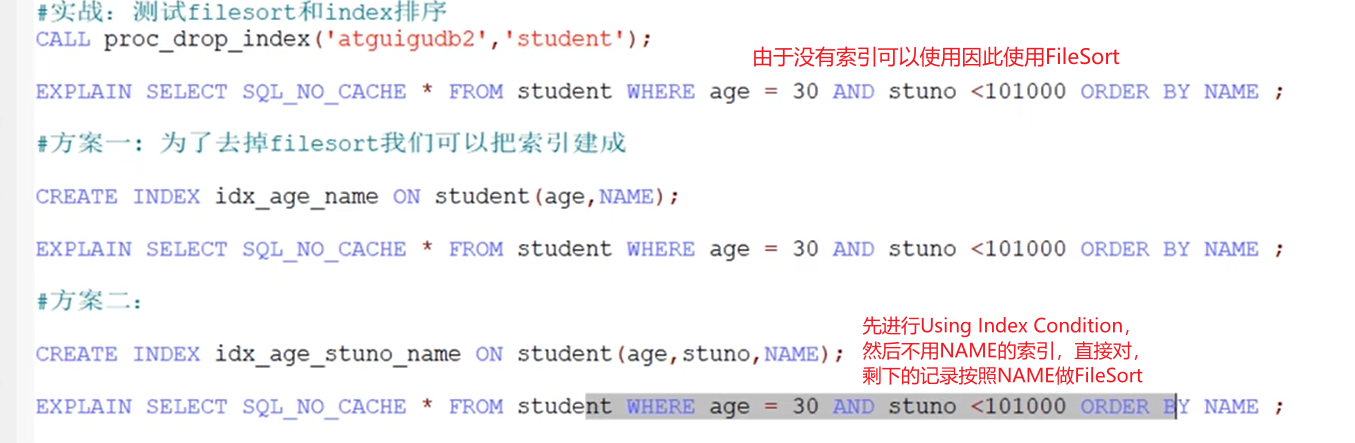 #实战：测试filesort和index排序
CALL proc_drop_index('atguigudb2','student');
由于没有索引可以使用因此使用FileSort
EXPLAIN SELECT SQL_NO_CACHE * FROM student WHERE age = 30 AND stuno <101000 ORDER BY NAME ;
#方案一：为了去掉filesort我们可以把索引建成
CREATE INDEX idx_age_name ON student(age,NAME);
EXPLAIN SELECT SQL_NO_CACHE * FROM student WHERE age = 30 AND stuno <101000 ORDER BY NAME ;
#方案二：
先进行Using Index Condition，
CREATE INDEX idx_age_stuno_name ON student(age,stuno,NAME);
然后不用NAME的索引，直接对，
剩下的记录按照NAME做FileSort
EXPLAIN SELECT SQL_NO_CACHE * FROM student WHERE age = 30 AND stuno <101000 ORDER BY NAME ;